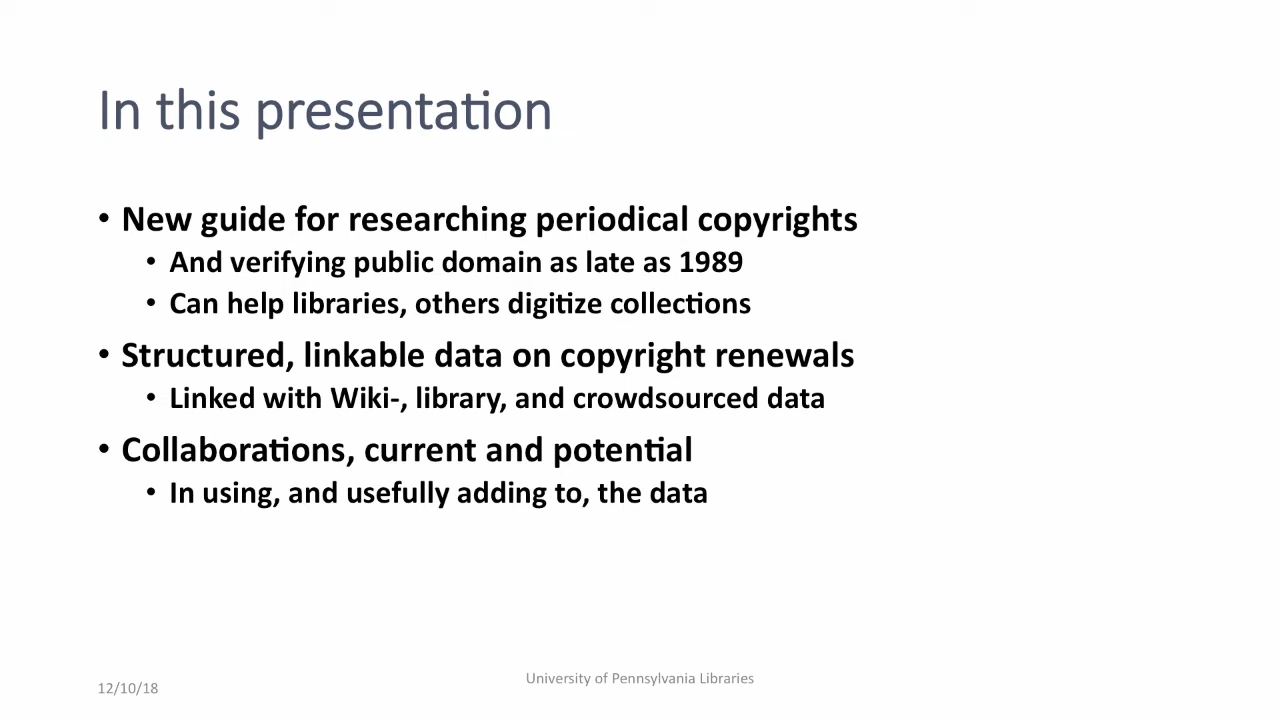 In this presentation
• New guide for researching periodical copyrights
• And verifying public domain as late as 1989
• Can help libraries, others digitize collections
• Structured, linkable data on copyright renewals
• Linked with Wiki-, library, and crowdsourced data
• Collaborations, current and potential
• In using, and usefully adding to, the data
12/10/18
University of Pennsylvania Libraries